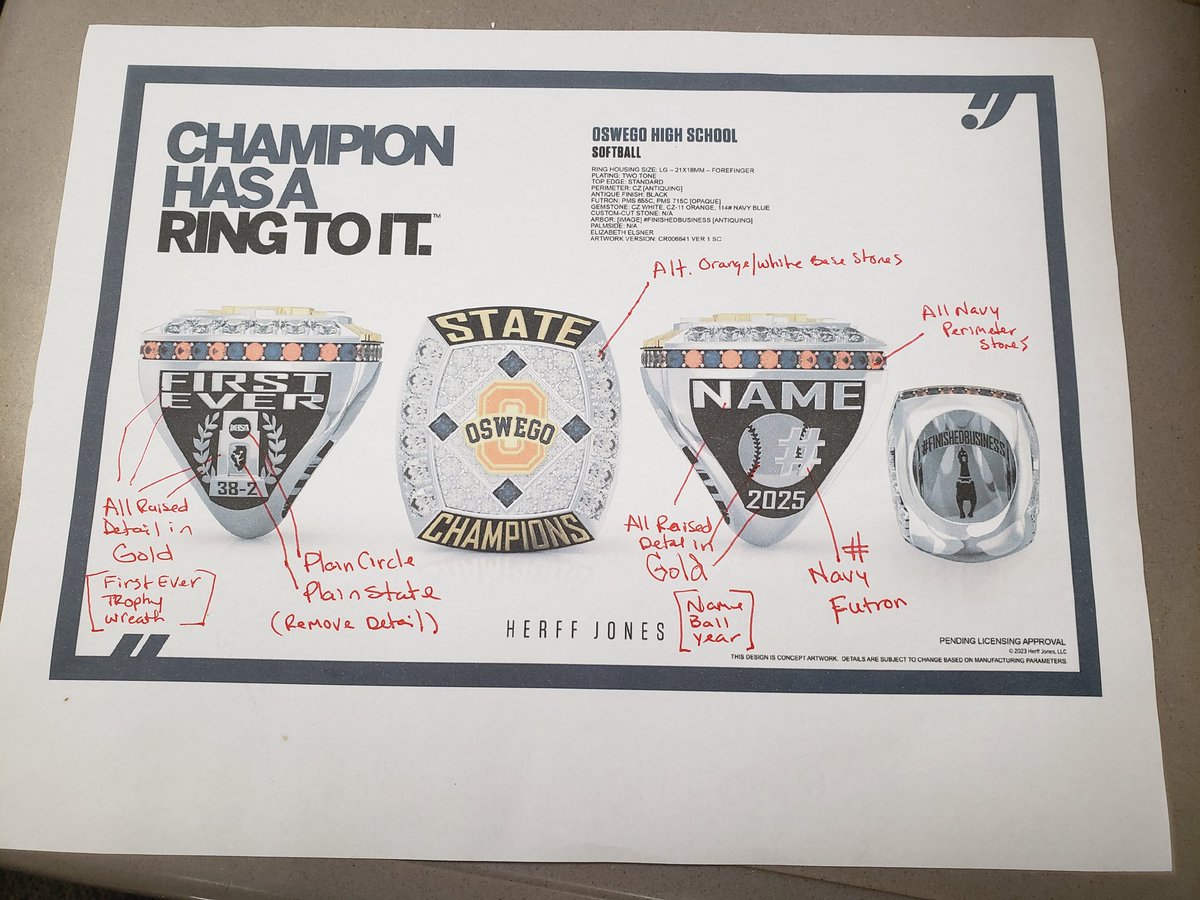 CHAMPION
HAS A
RING TO IT.™
OSWEGO HIGH SCHOOL
SOFTBALL
RING HOUSING SIZE: LG – 21X18MM – FOREFINGER
PLATING: TWO TONE
TOP EDGE: STANDARD
PERIMETER: CZ [ANTIQUING]
ANTIQUE FINISH: BLACK
FUTRON: PMS 655C, PMS 715C [OPAQUE]
GEMSTONE: CZ WHITE, CZ-11 ORANGE, 114# NAVY BLUE
CUSTOM-CUT STONE: N/A
ARBOR: [IMAGE] #FINISHEDBUSINESS [ANTIQUING]
PALMSIDE: N/A
ELIZABETH ELSNER
ARTWORK VERSION: CR006641 VER 1 SC
Alt. Orange/White Base Stones
All Navy
Perimeter
Stones
FIRST
EVER
38-2
STATE
OSWEGO
CHAMPIONS
NAME
#
2025
#FINISHEDBUSINESS
All Raised
Detail in
Gold
[First Ever
Trophy
Wreath]
Plain Circle
Plain State
(Remove Detail)
All Raised
Detail in
Gold
[Name
Ball
year]
#
Navy
Futron
HERFF JONES
PENDING LICENSING APPROVAL
© 2023 Herff Jones, LLC
THIS DESIGN IS CONCEPT ARTWORK. DETAILS ARE SUBJECT TO CHANGE BASED ON MANUFACTURING PARAMETERS.